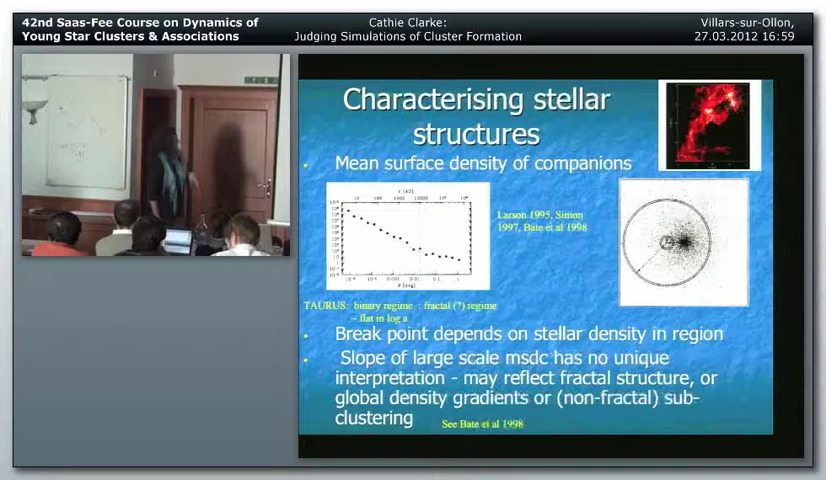 42nd Saas-Fee Course on Dynamics of
Young Star Clusters & Associations
Cathie Clarke:
Judging Simulations of Cluster Formation
Villars-sur-Ollon,
27.03.2012 16:59
Characterising stellar
structures
Mean surface density of companions
Larson 1995, Simon
1997, Bate et al 1998
TAURUS: binary regime : fractal (?) regime
~ flat in log a
Break point depends on stellar density in region
Slope of large scale msdc has no unique
interpretation - may reflect fractal structure, or
global density gradients or (non-fractal) sub-
clustering
See Bate et al 1998